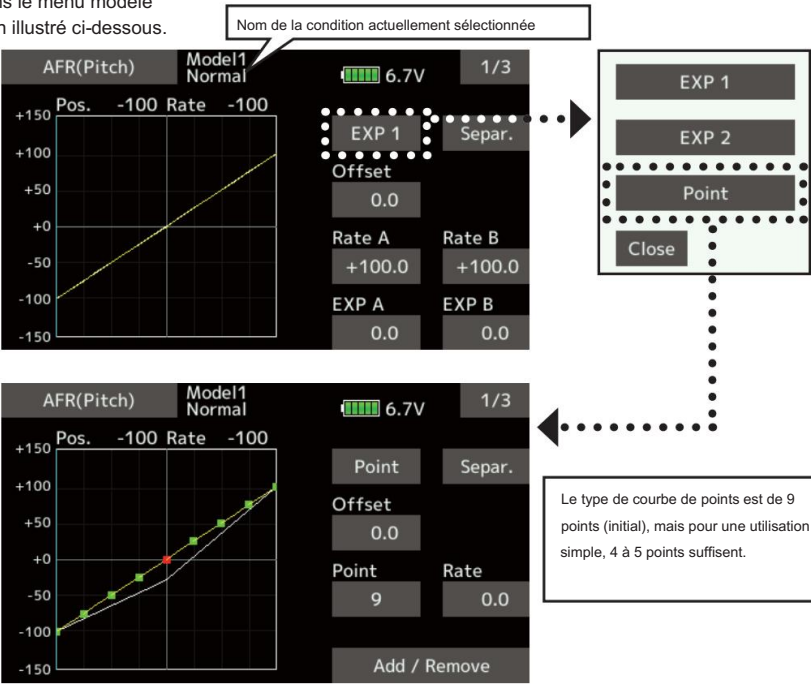 s le menu modèle
n illustré ci-dessous.
Nom de la condition actuellement sélectionnée
AFR(Pitch)
Model1
Normal
6.7V
1/3
Pos. -100 Rate -100
+150
+100
+50
+0
-50
-100
-150
EXP 1
Separ.
Offset
0.0
Rate A
Rate B
+100.0
+100.0
EXP A
EXP B
0.0
0.0
EXP 1
EXP 2
Point
Close
AFR(Pitch)
Model1
Normal
6.7V
1/3
Pos. -100 Rate -100
+150
+100
+50
+0
-50
-100
-150
Point
Separ.
Offset
0.0
Point
Rate
9
0.0
Add / Remove
Le type de courbe de points est de 9
points (initial), mais pour une utilisation
simple, 4 à 5 points suffisent.